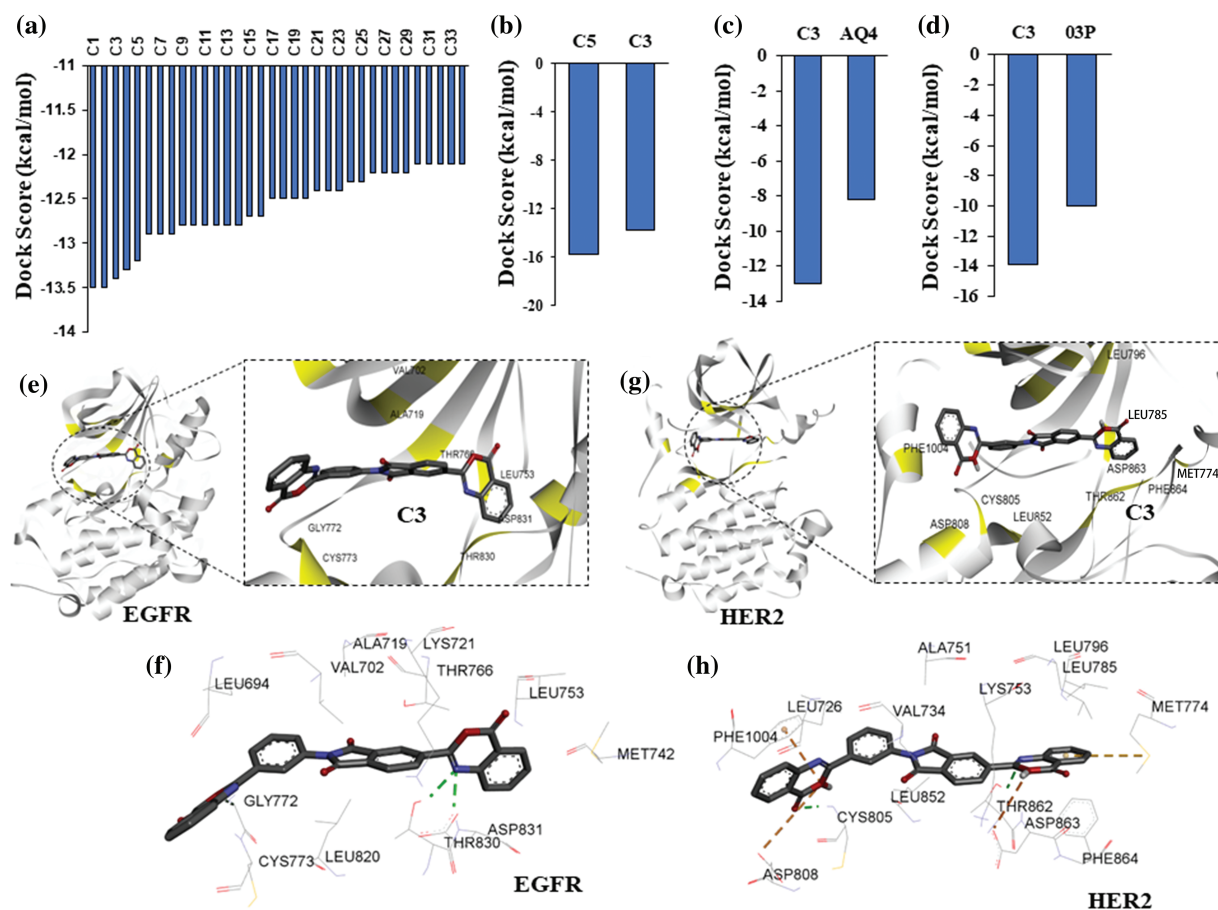 (a)
C1 C3 C5 C7 C9 C11 C13 C15 C17 C19 C21 C23 C25 C27 C29 C31 C33
Dock Score (kcal/mol)
-11
-11.5
-12
-12.5
-13
-13.5
-14
(b)
C5 C3
Dock Score (kcal/mol)
0
-4
-8
-12
-16
-20
(c)
C3 AQ4
Dock Score (kcal/mol)
0
-2
-4
-6
-8
-10
-12
-14
(d)
C3 03P
Dock Score (kcal/mol)
0
-2
-4
-6
-8
-10
-12
-14
-16
(e)
VAL702
ALA719
THR766
LEU753
C3
ASP831
GLY772
CYS773
THR830
EGFR
(g)
LEU796
LEU785
PHE1004
ASP863
MET774
PHE864
CYS805
THR862
C3
ASP808
LEU852
HER2
(f)
ALA719 LYS721
VAL702 THR766
LEU694
LEU753
MET742
GLY772
ASP831
THR830
CYS773 LEU820
EGFR
(h)
ALA751 LEU796
LEU785
LYS753
LEU726
VAL734
MET774
PHE1004
LEU852
THR862
CYS805
ASP863
PHE864
ASP808
HER2